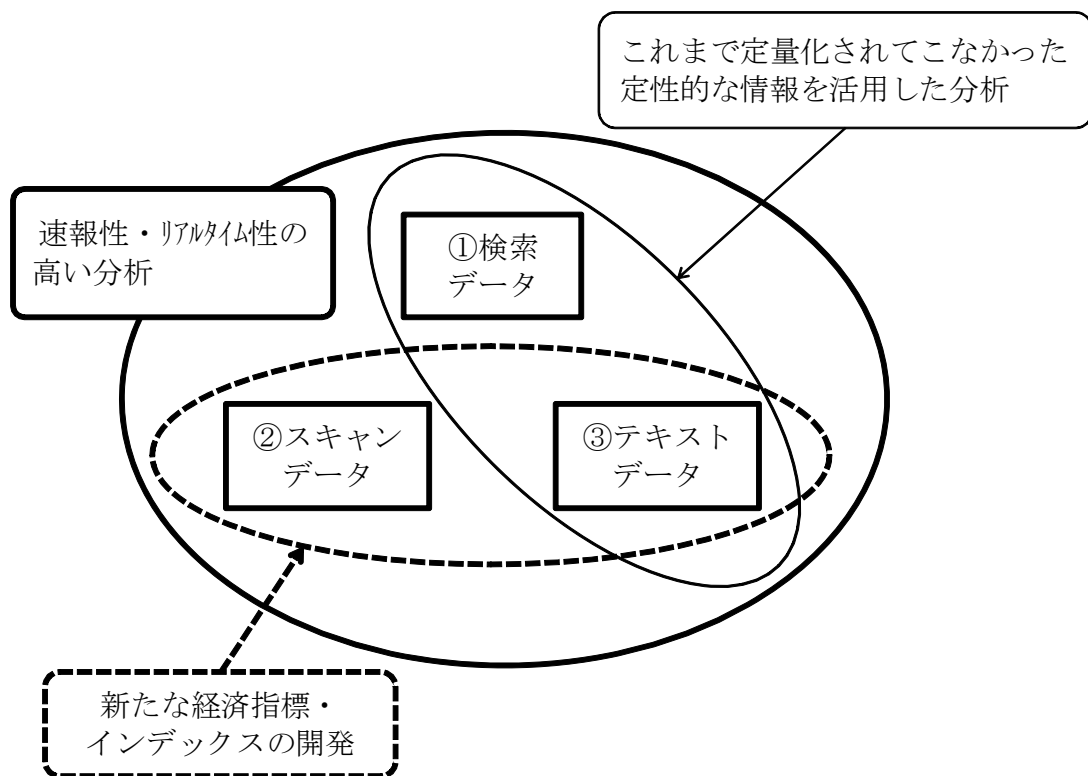 これまで定量化されてこなかった
定性的な情報を活用した分析
速報性・ﾘｱﾙﾀｲﾑ性の
高い分析
①検索
データ
②スキャン
データ
③テキスト
データ
新たな経済指標・
インデックスの開発